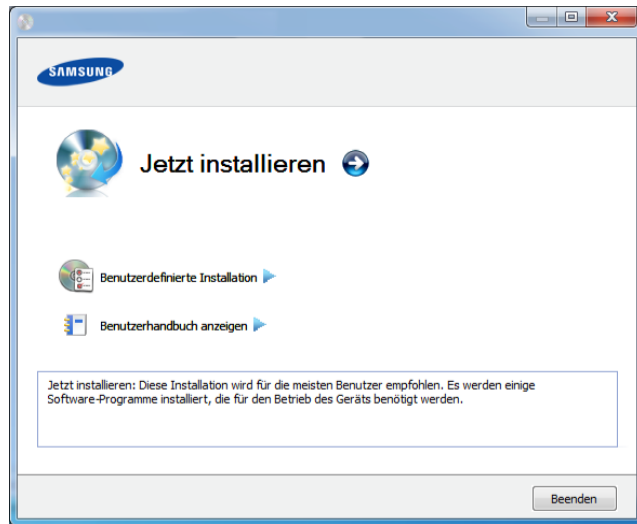 SAMSUNG
Jetzt installieren
Benutzerdefinierte Installation
Benutzerhandbuch anzeigen
Jetzt installieren: Diese Installation wird für die meisten Benutzer empfohlen. Es werden einige
Software-Programme installiert, die für den Betrieb des Geräts benötigt werden.
Beenden